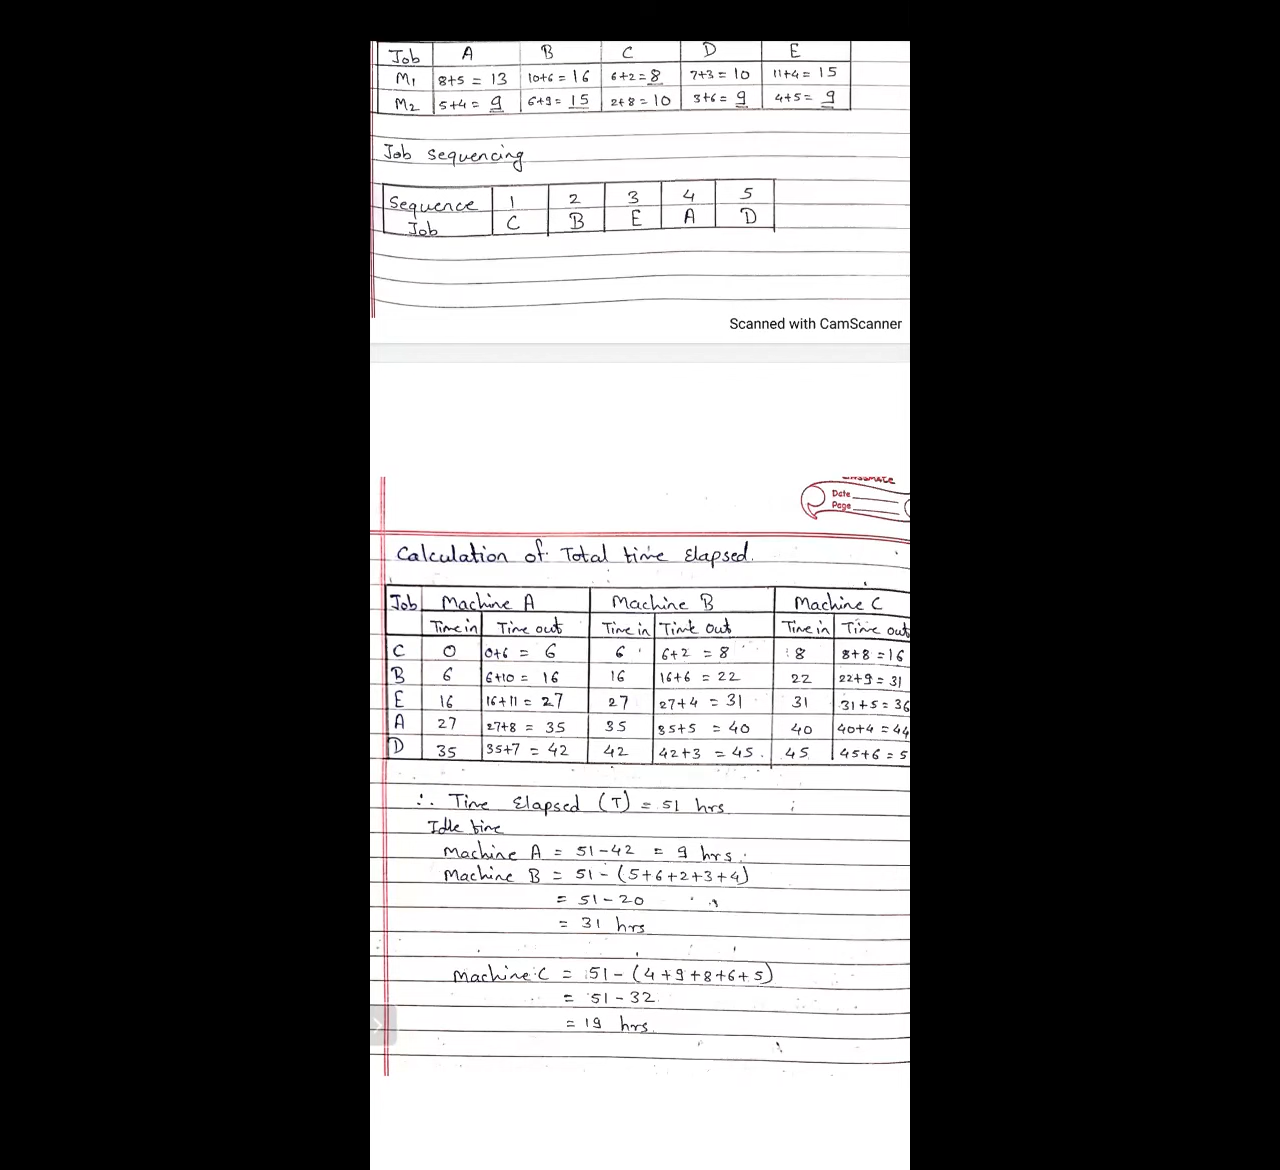 Job A B C D E
M1 8+5 = 13 10+6 = 16 6+2 = 8 7+3 = 10 11+4 = 15
M2 5+4 = 9 6+9 = 15 2+8 = 10 3+6 = 9 4+5 = 9
Job sequencing
Sequence 1 2 3 4 5
Job C B E A D
Scanned with CamScanner
Date
Page
Calculation of Total time Elapsed.
Job Machine A Machine B Machine C
Time in Time out Time in Time out Time in Time out
C 0 0+6 = 6 6 6+2 = 8 8 8+8 = 16
B 6 6+10 = 16 16 16+6 = 22 22 22+9 = 31
E 16 16+11 = 27 27 27+4 = 31 31 31+5 = 36
A 27 27+8 = 35 35 35+5 = 40 40 40+4 = 44
D 35 35+7 = 42 42 42+3 = 45 45 45+6 = 5
∴ Time Elapsed (T) = 51 hrs
Idle time
Machine A = 51-42 = 9 hrs.
Machine B = 51-(5+6+2+3+4)
= 51-20
= 31 hrs
Machine C = 51-(4+9+8+6+5)
= 51-32
= 19 hrs